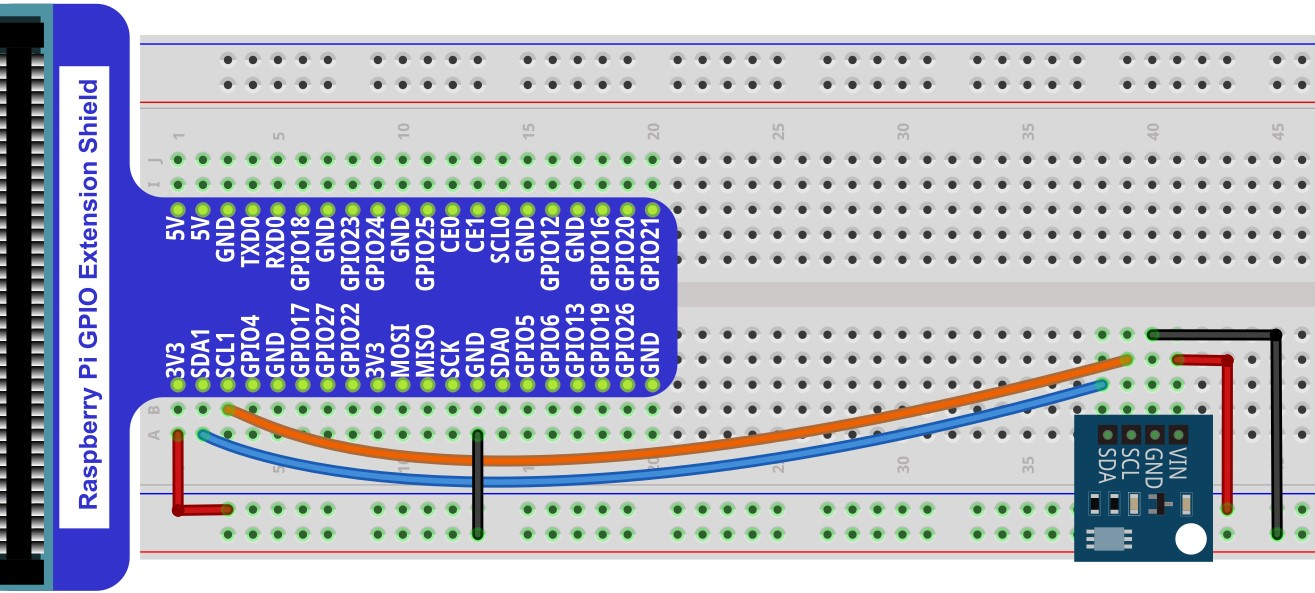 Raspberry Pi GPIO Extension Shield
1 5 10 15 20 25 30 35 40 45
J
I
5V 5V GND TXD0 RXD0 GPIO18 GND GPIO23 GPIO24 GND GPIO25 CE0 CE1 SCL0 GND GPIO12 GND GPIO16 GPIO20 GPIO21
3V3 SDA1 SCL1 GPIO4 GND GPIO17 GPIO27 GPIO22 3V3 MOSI MISO SCK GND SDA0 GPIO5 GPIO6 GPIO13 GPIO19 GPIO26 GND
B
A
5 10 20 30 35
SDA SCL GND VIN